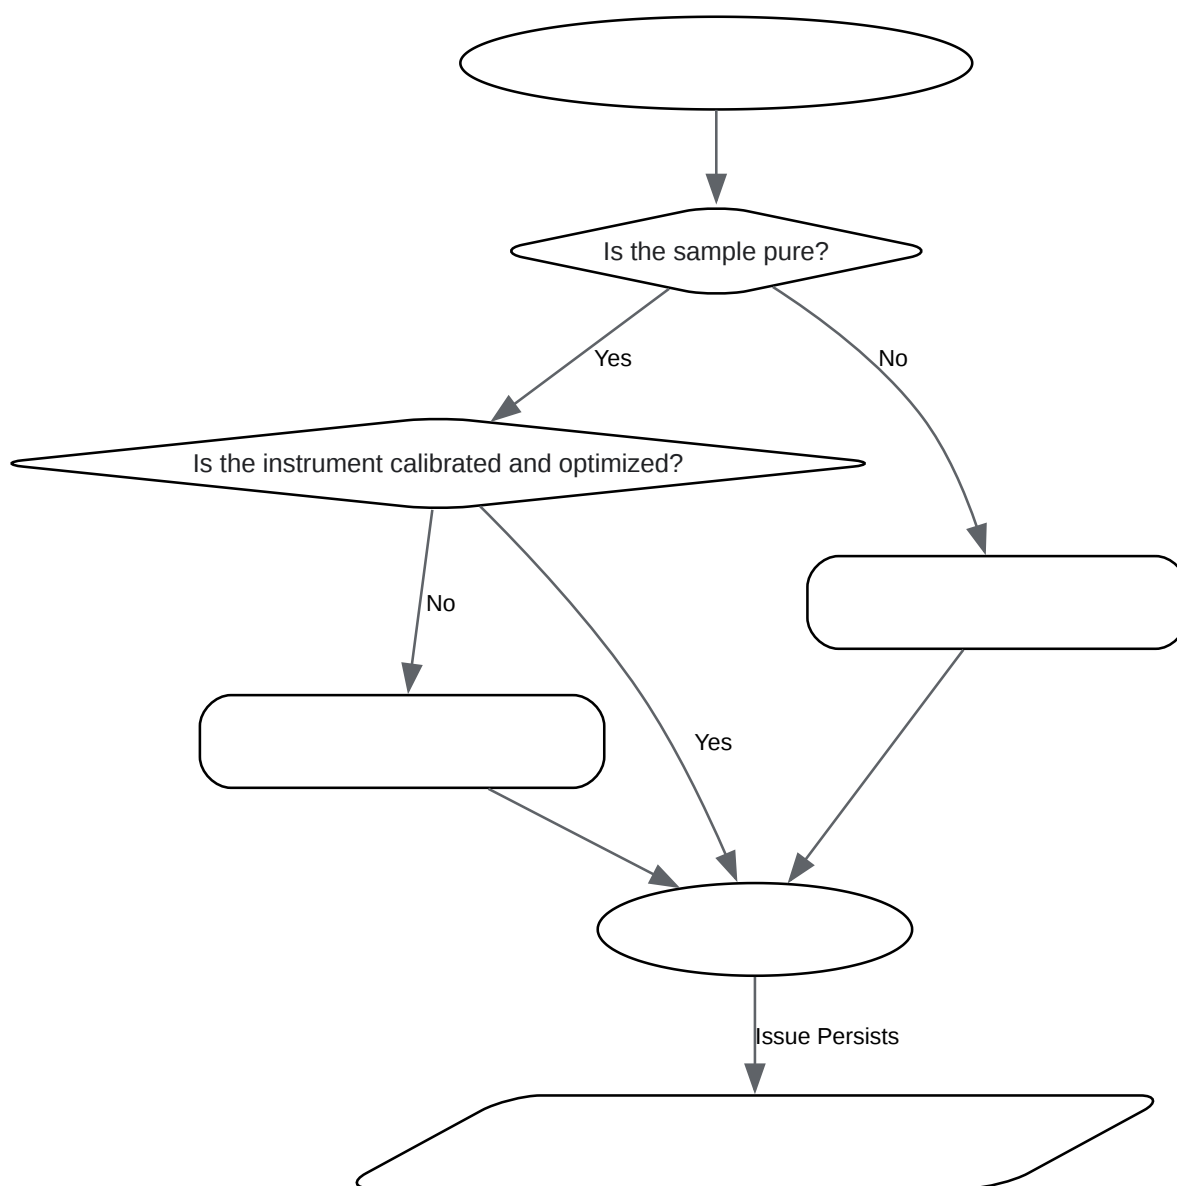 Is the sample pure?
Yes
No
Is the instrument calibrated and optimized?
No
Yes
Issue Persists